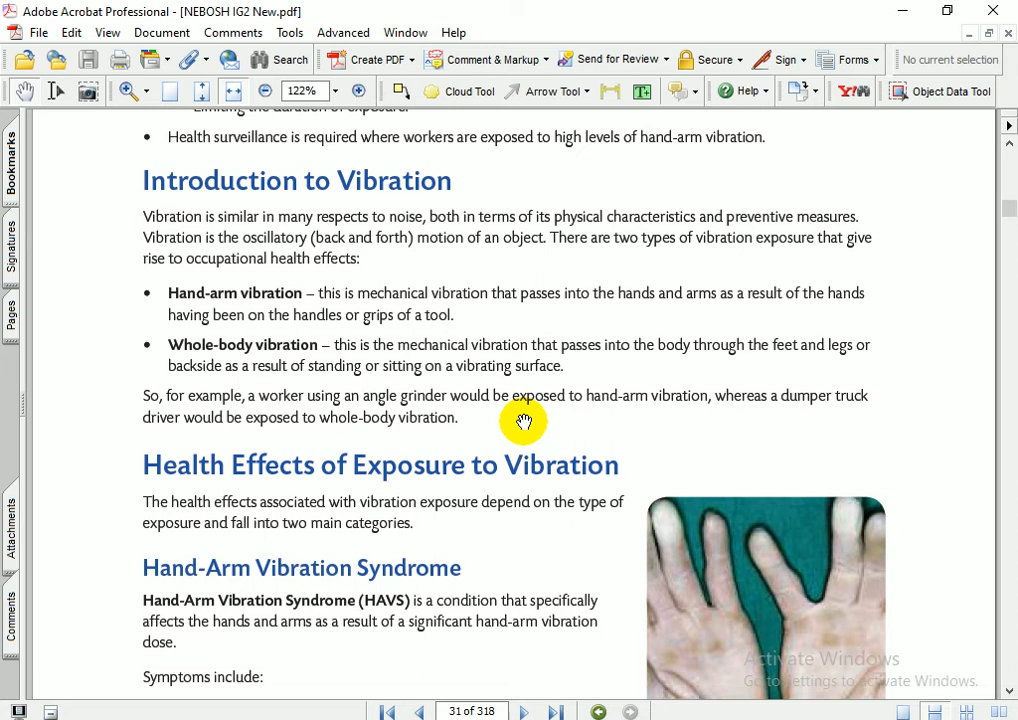 Adobe Acrobat Professional - [NEBOSH IG2 New.pdf]
File Edit View Document Comments Tools Advanced Window Help
Search Create PDF Comment & Markup Send for Review Secure Sign Forms No current selection
122% Cloud Tool Arrow Tool Help Y! Object Data Tool
Bookmarks
Signatures
Pages
Attachments
Comments
Limiting the duration of exposure.
• Health surveillance is required where workers are exposed to high levels of hand-arm vibration.
Introduction to Vibration
Vibration is similar in many respects to noise, both in terms of its physical characteristics and preventive measures.
Vibration is the oscillatory (back and forth) motion of an object. There are two types of vibration exposure that give
rise to occupational health effects:
• Hand-arm vibration – this is mechanical vibration that passes into the hands and arms as a result of the hands
having been on the handles or grips of a tool.
• Whole-body vibration – this is the mechanical vibration that passes into the body through the feet and legs or
backside as a result of standing or sitting on a vibrating surface.
So, for example, a worker using an angle grinder would be exposed to hand-arm vibration, whereas a dumper truck
driver would be exposed to whole-body vibration.
Health Effects of Exposure to Vibration
The health effects associated with vibration exposure depend on the type of
exposure and fall into two main categories.
Hand-Arm Vibration Syndrome
Hand-Arm Vibration Syndrome (HAVS) is a condition that specifically
affects the hands and arms as a result of a significant hand-arm vibration
dose.
Symptoms include:
Activate Windows
Go to Settings to activate Windows.
31 of 318